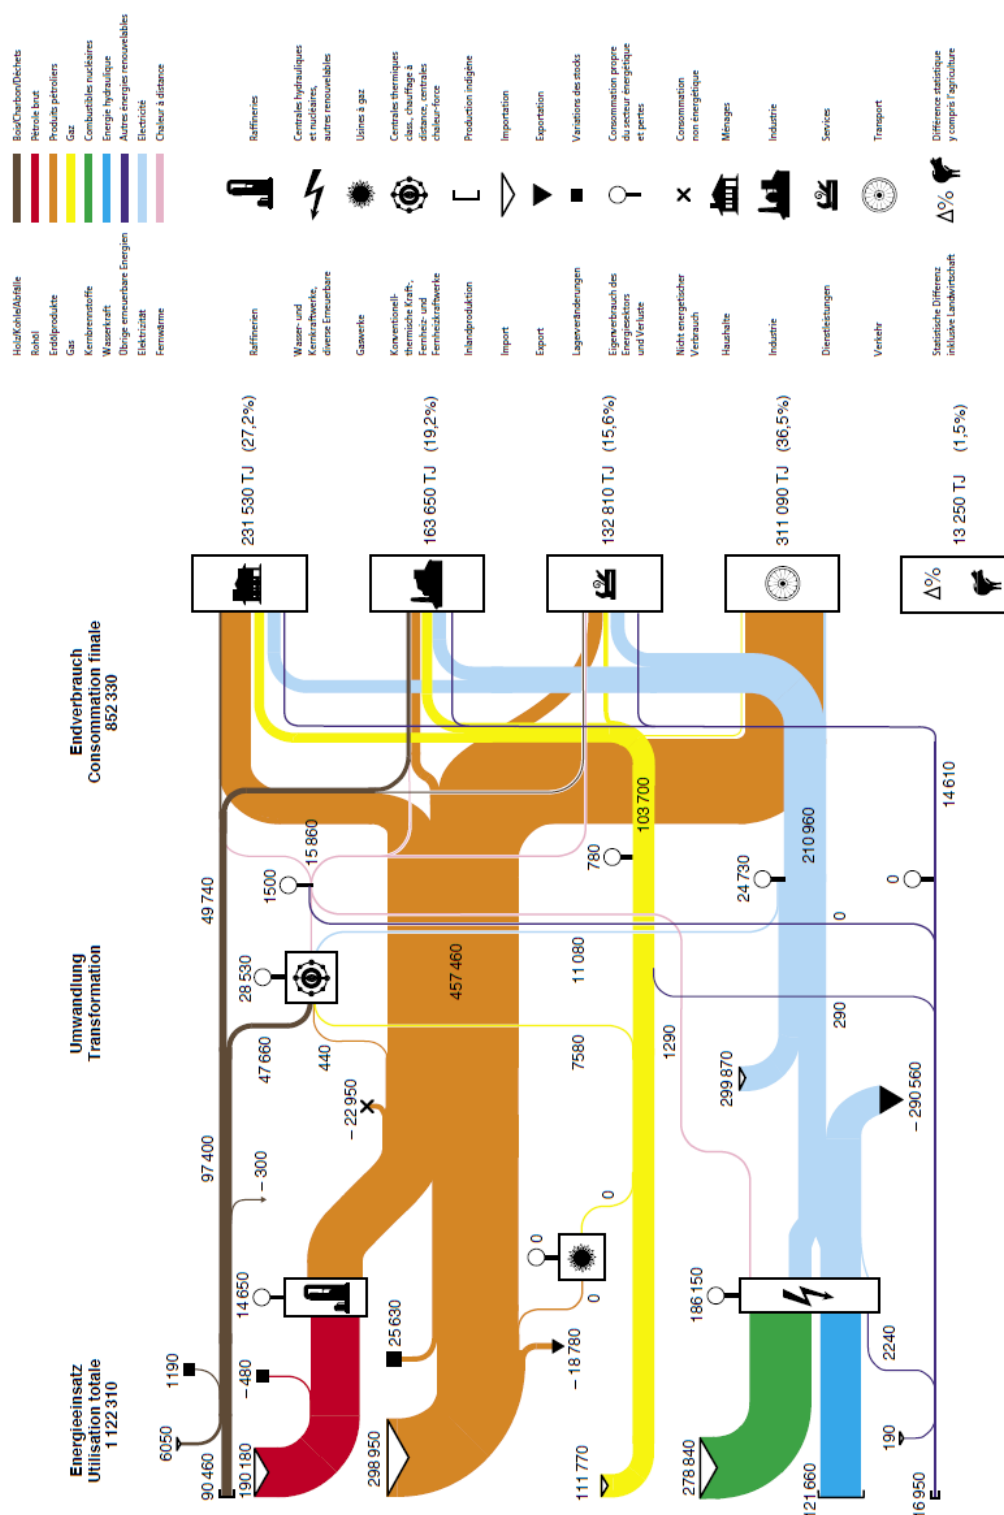 Holz/Kohle/Abfälle
Rohöl
Erdölprodukte
Gas
Kernbrennstoffe
Wasserkraft
Übrige erneuerbare Energien
Elektrizität
Fernwärme
Bois/Charbon/Déchets
Pétrole brut
Produits pétroliers
Gaz
Combustibles nucléaires
Energie hydraulique
Autres énergies renouvelables
Electricité
Chaleur à distance
Raffinerien
Wasser- und
Kernkraftwerke,
diverse Erneuerbare
Gaswerke
Konventionell-
thermische Kraft-,
Fernheiz- und
Fernheizkraftwerke
Inlandproduktion
Import
Export
Lagerveränderungen
Eigenverbrauch des
Energiesektors
und Verluste
Nicht energetischer
Verbrauch
Haushalte
Industrie
Dienstleistungen
Verkehr
Statistische Differenz
inklusive Landwirtschaft
Raffineries
Centrales hydrauliques
et nucléaires,
autres renouvelables
Usines à gaz
Centrales thermiques
class., chauffage à
distance, centrales
chaleur-force
Production indigène
Importation
Exportation
Variations des stocks
Consommation propre
du secteur énergétique
et pertes
Consommation
non énergétique
Ménages
Industrie
Services
Transport
Δ%
Différence statistique
y compris l'agriculture
Energieeinsatz
Utilisation totale
1 122 310
Umwandlung
Transformation
Endverbrauch
Consommation finale
852 330
6050
1190
90 460
97 400
– 300
47 660
49 740
190 180
– 480
14 650
28 530
440
1500
15 860
298 950
25 630
– 22 950
457 460
– 18 780
0
0
0
111 770
7580
11 080
780
103 700
1290
278 840
186 150
299 870
24 730
210 960
121 660
2240
– 290 560
290
0
0
190
16 950
14 610
231 530 TJ (27,2%)
163 650 TJ (19,2%)
132 810 TJ (15,6%)
311 090 TJ (36,5%)
Δ%
13 250 TJ (1,5%)